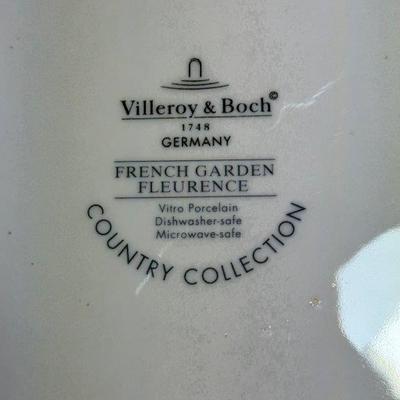 Villeroy & Boch©
1748
GERMANY
FRENCH GARDEN
FLEURENCE
Vitro Porcelain
Dishwasher-safe
Microwave-safe
COUNTRY COLLECTION